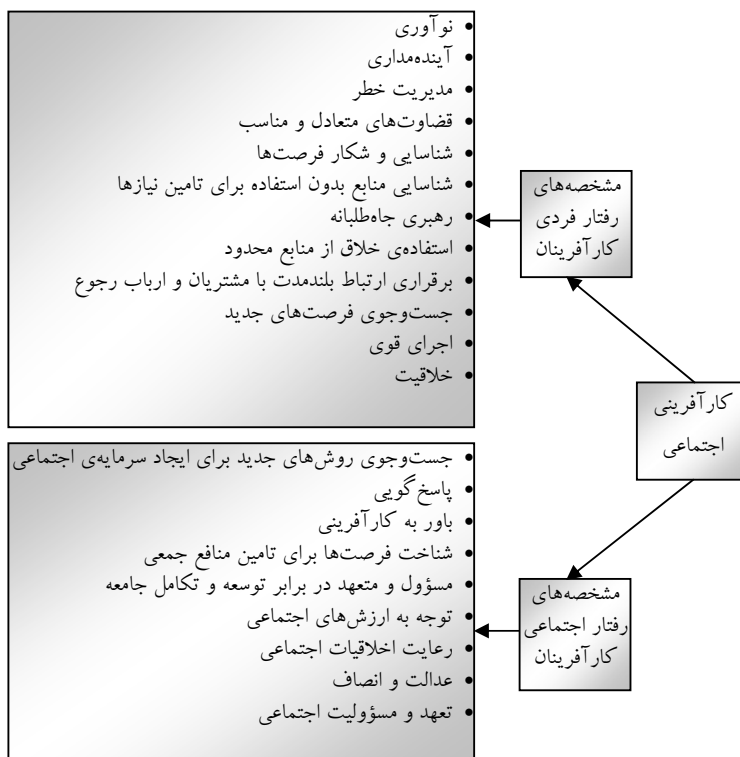 کارآفرینی
اجتماعی
مشخصه‌های
رفتار فردی
کارآفرینان
نوآوری
آینده‌مداری
مدیریت خطر
قضاوت‌های متعادل و مناسب
شناسایی و شکار فرصت‌ها
شناسایی منابع بدون استفاده برای تامین نیازها
رهبری جاه‌طلبانه
استفاده‌ی خلاق از منابع محدود
برقراری ارتباط بلندمدت با مشتریان و ارباب رجوع
جست‌وجوی فرصت‌های جدید
اجرای قوی
خلاقیت
مشخصه‌های
رفتار اجتماعی
کارآفرینان
جست‌وجوی روش‌های جدید برای ایجاد سرمایه‌ی اجتماعی
پاسخ‌گویی
باور به کارآفرینی
شناخت فرصت‌ها برای تامین منافع جمعی
مسؤول و متعهد در برابر توسعه و تکامل جامعه
توجه به ارزش‌های اجتماعی
رعایت اخلاقیات اجتماعی
عدالت و انصاف
تعهد و مسؤولیت اجتماعی